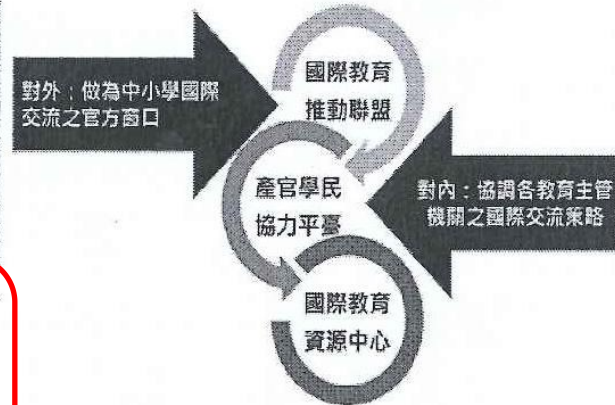 對外：做為中小學國際
交流之官方窗口
國際教育
推動聯盟
產官學民
協力平臺
對內：協調各教育主管
機關之國際交流策略
國際教育
資源中心